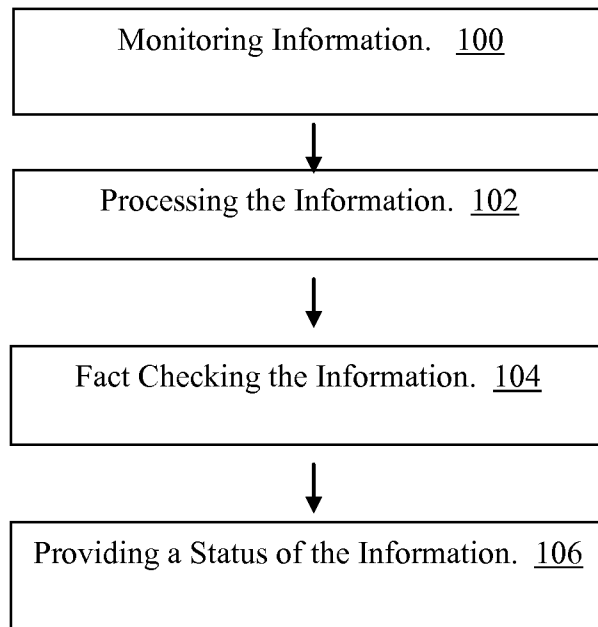 Monitoring Information. 100
Processing the Information. 102
Fact Checking the Information. 104
Providing a Status of the Information. 106